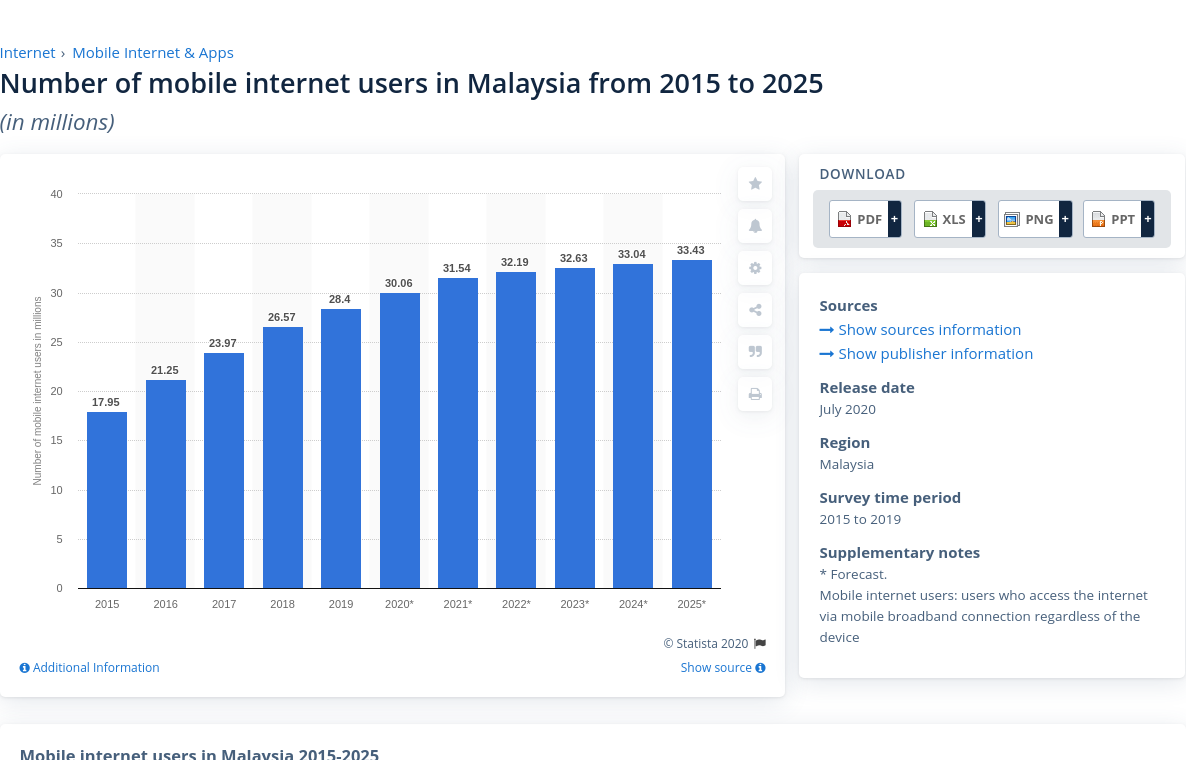 Internet › Mobile Internet & Apps
Number of mobile internet users in Malaysia from 2015 to 2025
(in millions)
40
35
30
25
20
15
10
5
0
Number of mobile internet users in millions
17.95
21.25
23.97
26.57
28.4
30.06
31.54
32.19
32.63
33.04
33.43
2015 2016 2017 2018 2019 2020* 2021* 2022* 2023* 2024* 2025*
© Statista 2020
Additional Information
Show source
DOWNLOAD
PDF + XLS + PNG + PPT +
Sources
Show sources information
Show publisher information
Release date
July 2020
Region
Malaysia
Survey time period
2015 to 2019
Supplementary notes
* Forecast.
Mobile internet users: users who access the internet
via mobile broadband connection regardless of the
device
Mobile internet users in Malaysia 2015-2025